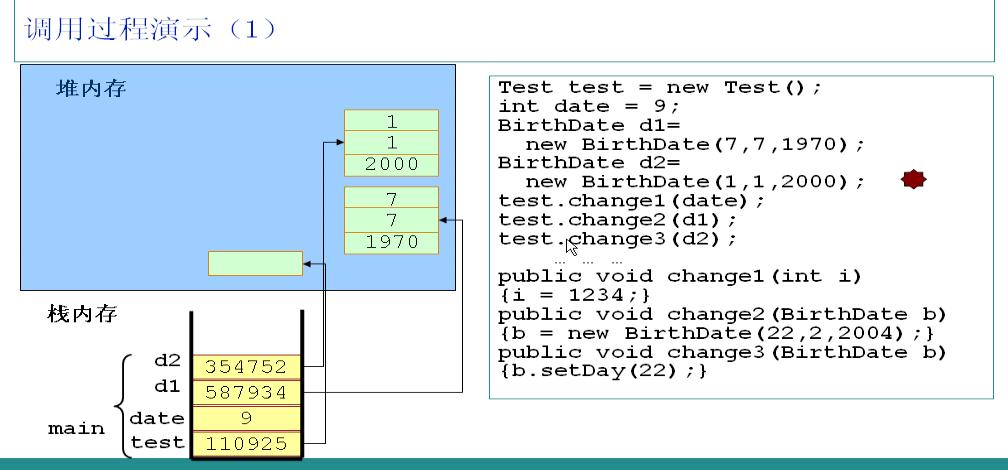 调用过程演示（1）
堆内存
1
1
2000
7
7
1970
栈内存
d2 354752
d1 587934
date 9
main
test 110925
Test test = new Test();
int date = 9;
BirthDate d1=
new BirthDate(7,7,1970);
BirthDate d2=
new BirthDate(1,1,2000);
test.change1(date);
test.change2(d1);
test.change3(d2);
… … …
public void change1(int i)
{i = 1234;}
public void change2(BirthDate b)
{b = new BirthDate(22,2,2004);}
public void change3(BirthDate b)
{b.setDay(22);}